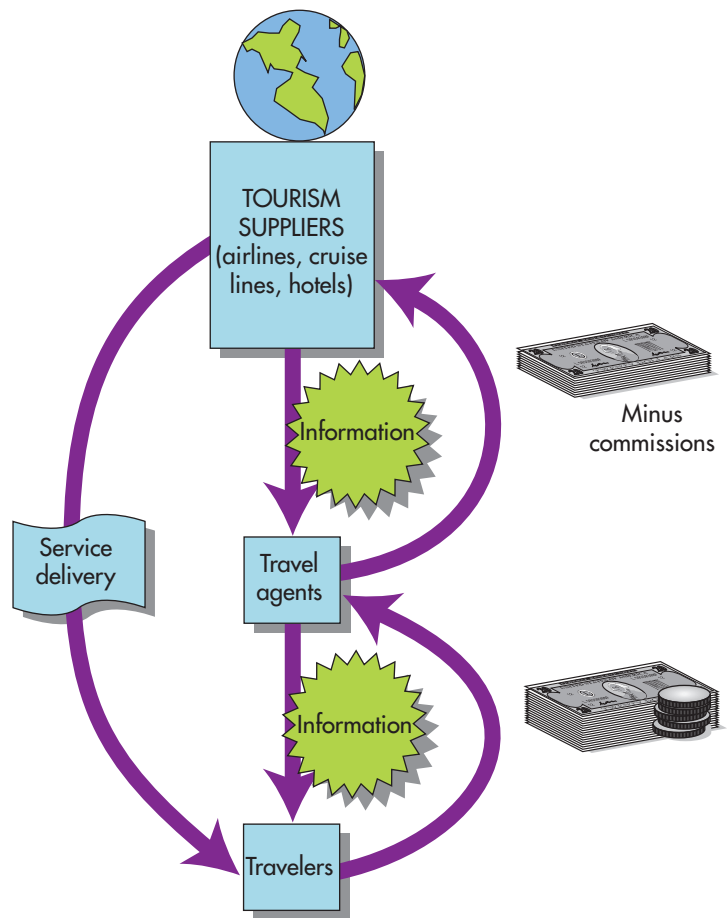 TOURISM
SUPPLIERS
(airlines, cruise
lines, hotels)
Information
Minus
commissions
Service
delivery
Travel
agents
Information
Travelers